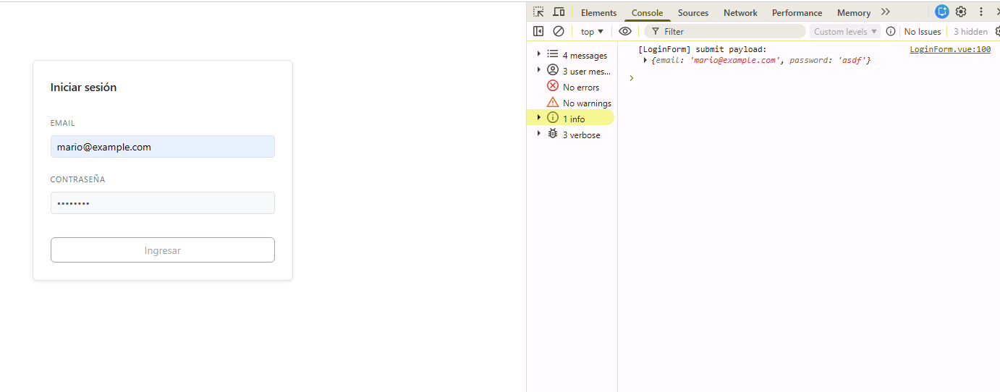 Iniciar sesión
EMAIL
mario@example.com
CONTRASEÑA
••••••••
Ingresar
Elements Console Sources Network Performance Memory
top Filter Custom levels No Issues 3 hidden
4 messages
3 user mes...
No errors
No warnings
1 info
3 verbose
[LoginForm] submit payload: LoginForm.vue:100
{email: 'mario@example.com', password: 'asdf'}